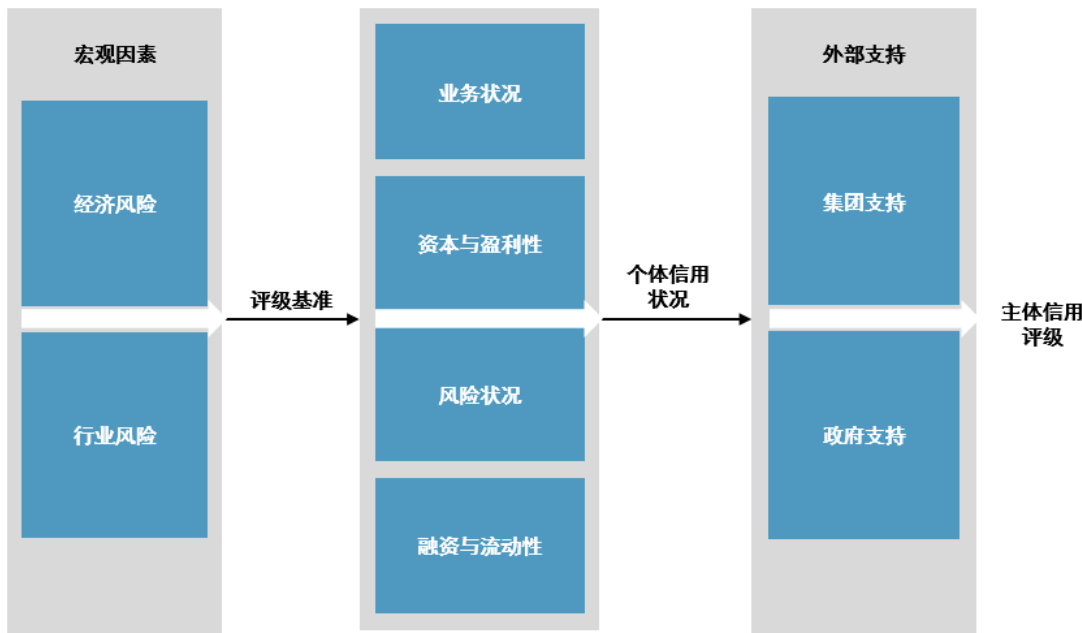 宏观因素
经济风险
行业风险
评级基准
业务状况
资本与盈利性
风险状况
融资与流动性
个体信用
状况
外部支持
集团支持
政府支持
主体信用
评级